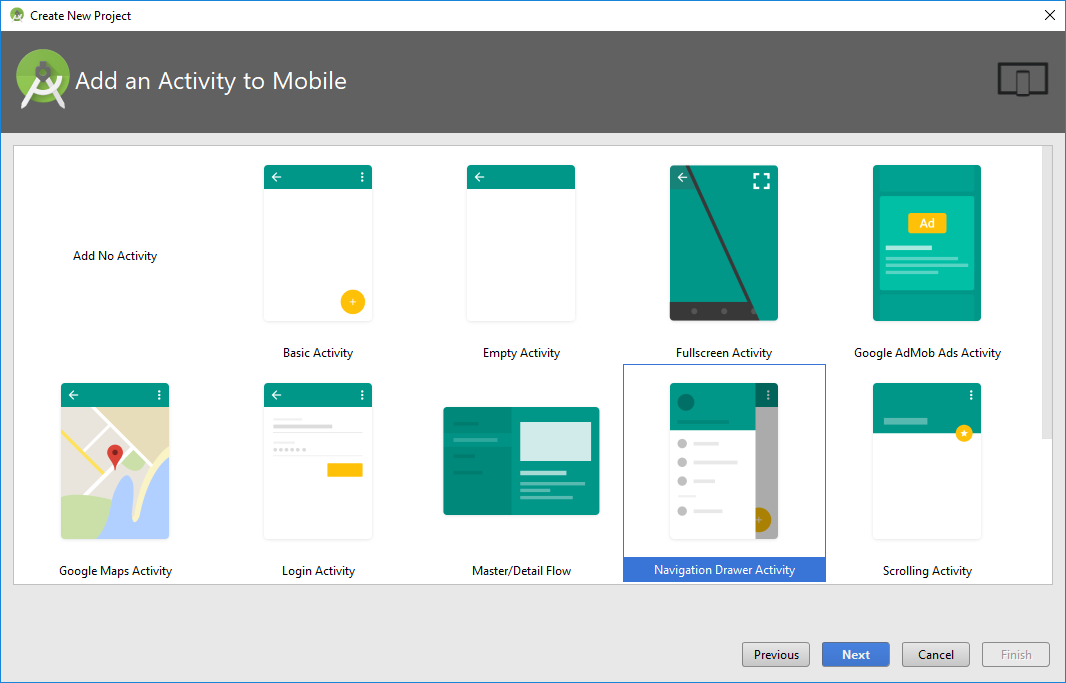 Create New Project
Add an Activity to Mobile
Add No Activity
Basic Activity
Empty Activity
Fullscreen Activity
Ad
Google AdMob Ads Activity
Google Maps Activity
Login Activity
Master/Detail Flow
Navigation Drawer Activity
Scrolling Activity
Previous
Next
Cancel
Finish